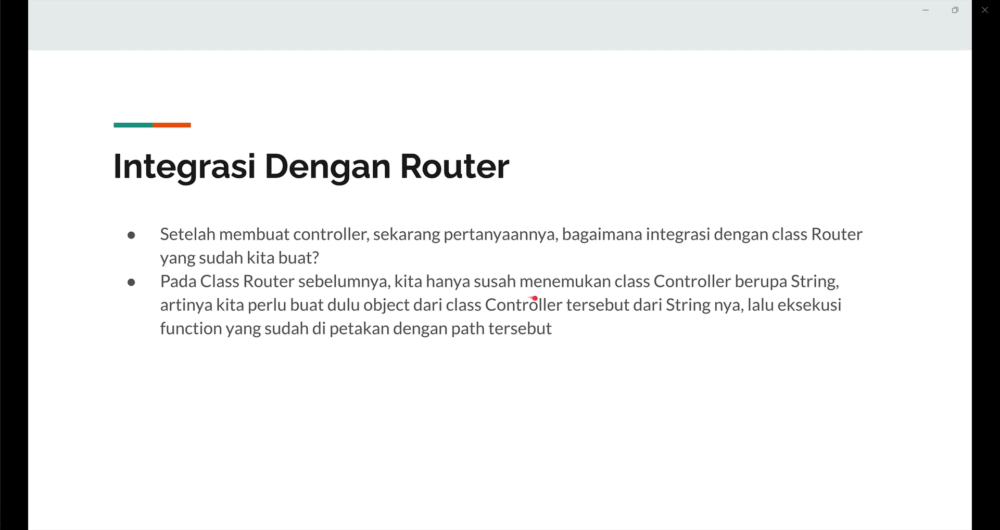 Integrasi Dengan Router
● Setelah membuat controller, sekarang pertanyaannya, bagaimana integrasi dengan class Router
yang sudah kita buat?
● Pada Class Router sebelumnya, kita hanya susah menemukan class Controller berupa String,
artinya kita perlu buat dulu object dari class Controller tersebut dari String nya, lalu eksekusi
function yang sudah di petakan dengan path tersebut